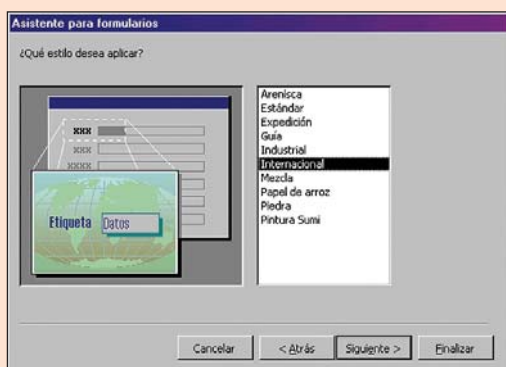 Asistente para formularios
¿Qué estilo desea aplicar?
xxx
xxx
xxxx
Etiqueta Datos
Arenisca
Estándar
Expedición
Guía
Industrial
Internacional
Mezcla
Papel de arroz
Piedra
Pintura Sumi
Cancelar < Atrás Siguiente > Finalizar